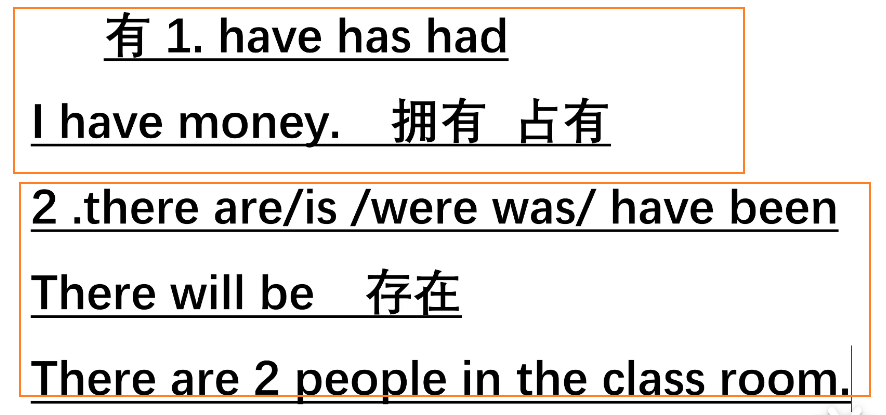 有 1. have has had
I have money. 拥有 占有
2 .there are/is /were was/ have been
There will be 存在
There are 2 people in the class room.